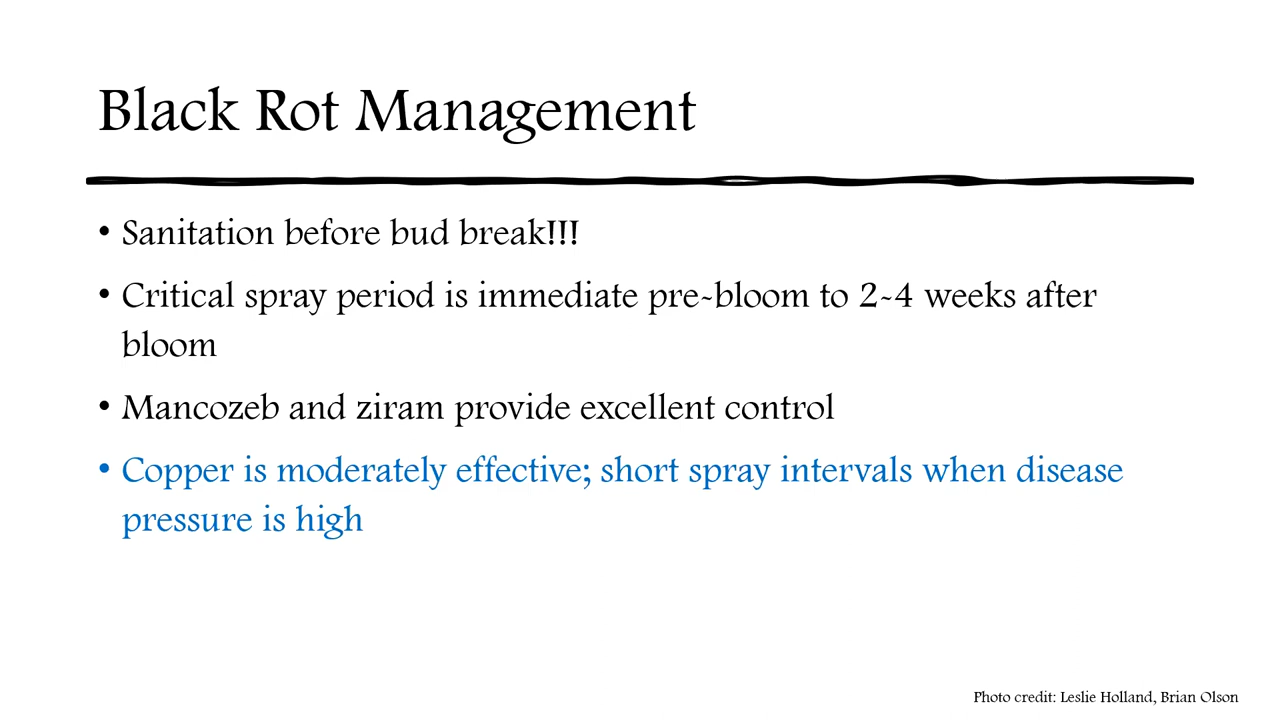 Black Rot Management
• Sanitation before bud break!!!
• Critical spray period is immediate pre-bloom to 2-4 weeks after
bloom
• Mancozeb and ziram provide excellent control
• Copper is moderately effective; short spray intervals when disease
pressure is high
Photo credit: Leslie Holland, Brian Olson